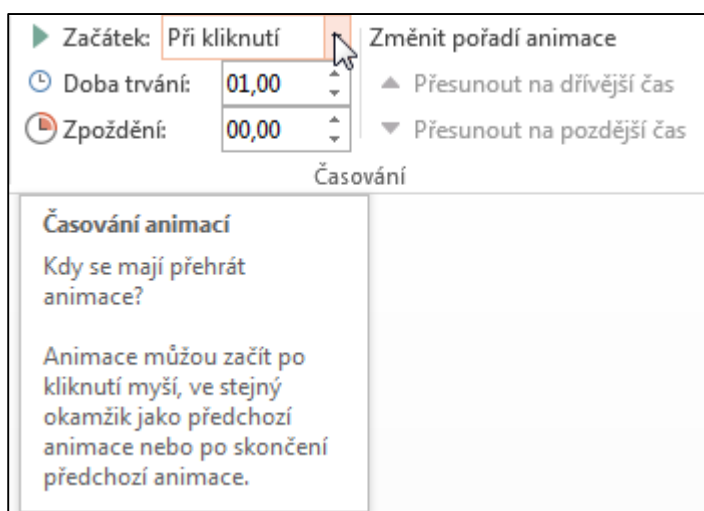 Začátek: Při kliknutí Změnit pořadí animace
Doba trvání: 01,00 Přesunout na dřívější čas
Zpoždění: 00,00 Přesunout na pozdější čas
Časování
Časování animací
Kdy se mají přehrát
animace?
Animace můžou začít po
kliknutí myší, ve stejný
okamžik jako předchozí
animace nebo po skončení
předchozí animace.